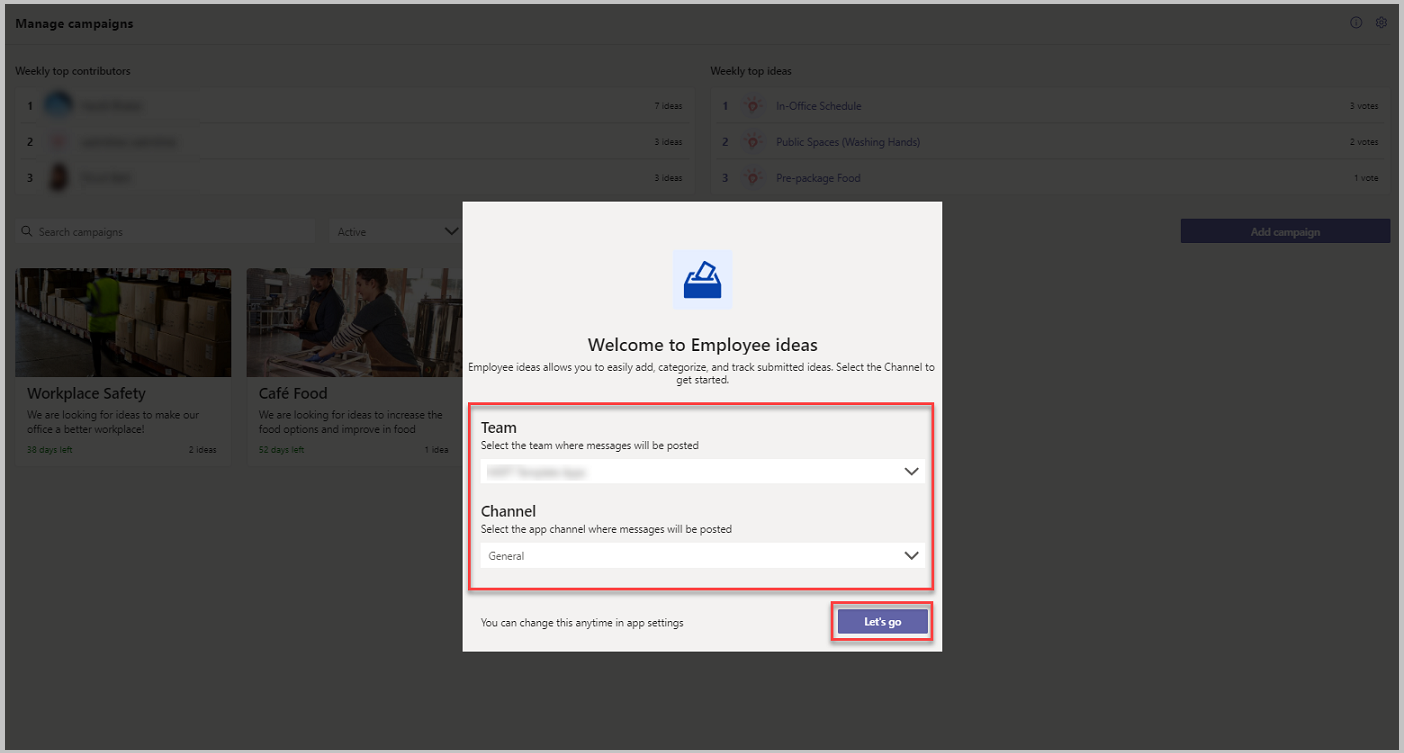 Manage campaigns
Weekly top contributors
1
7 ideas
2
3 ideas
3
3 ideas
Weekly top ideas
1 In-Office Schedule 3 votes
2 Public Spaces (Washing Hands) 2 votes
3 Pre-package Food 1 vote
Search campaigns
Active
Add campaign
Workplace Safety
We are looking for ideas to make our
office a better workplace!
38 days left 2 ideas
Café Food
We are looking for ideas to increase the
food options and improve in food
52 days left 1 idea
Welcome to Employee ideas
Employee ideas allows you to easily add, categorize, and track submitted ideas. Select the Channel to
get started.
Team
Select the team where messages will be posted
Channel
Select the app channel where messages will be posted
General
You can change this anytime in app settings
Let's go